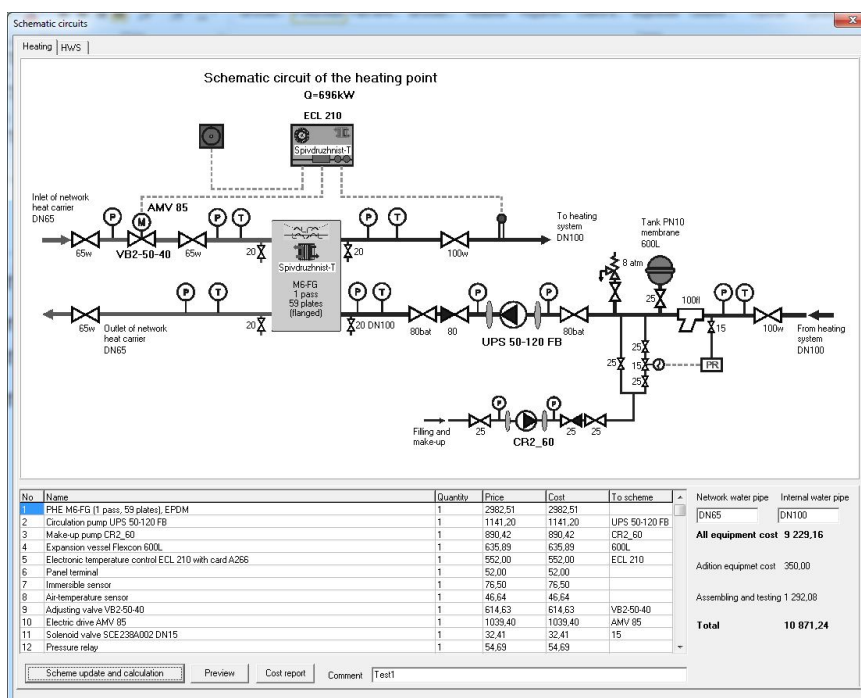 Schematic circuits
Heating HWS
Schematic circuit of the heating point
Q=696kW
ECL 210
Spivdruzhnist-T
Inlet of network
heat carrier
DN65
AMV 85
P
M
P
T
P
T
To heating
system
DN100
Tank PN10
membrane
600L
8 atm
65w
VB2-50-40
65w
20
Spivdruzhnist-T
20
100w
M6-FG
1 pass
59 plates
(flanged)
P
T
P
T
P
P
25
100fl
P
T
65w
Outlet of network
heat carrier
DN65
20
20 DN100
80bat
80
UPS 50-120 FB
80bat
15
100w
From heating
system
DN100
25
25
15
25
PR
P
P
Filling and
make-up
25
CR2_60
25
25
No Name Quantity Price Cost To scheme
1 PHE M6-FG (1 pass, 59 plates), EPDM 1 2982,51 2982,51
2 Circulation pump UPS 50-120 FB 1 1141,20 1141,20 UPS 50-120 FB
3 Make-up pump CR2_60 1 890,42 890,42 CR2_60
4 Expansion vessel Flexcon 600L 1 635,89 635,89 600L
5 Electronic temperature control ECL 210 with card A266 1 552,00 552,00 ECL 210
6 Panel terminal 1 52,00 52,00
7 Immersible sensor 1 76,50 76,50
8 Air-temperature sensor 1 46,64 46,64
9 Adjusting valve VB2-50-40 1 614,63 614,63 VB2-50-40
10 Electric drive AMV 85 1 1039,40 1039,40 AMV 85
11 Solenoid valve SCE238A002 DN15 1 32,41 32,41 15
12 Pressure relay 1 54,69 54,69
Network water pipe Internal water pipe
DN65 DN100
All equipment cost 9 229,16
Adition equipmet cost 350,00
Assembling and testing 1 292,08
Total 10 871,24
Scheme update and calculation Preview Cost report Comment Test1